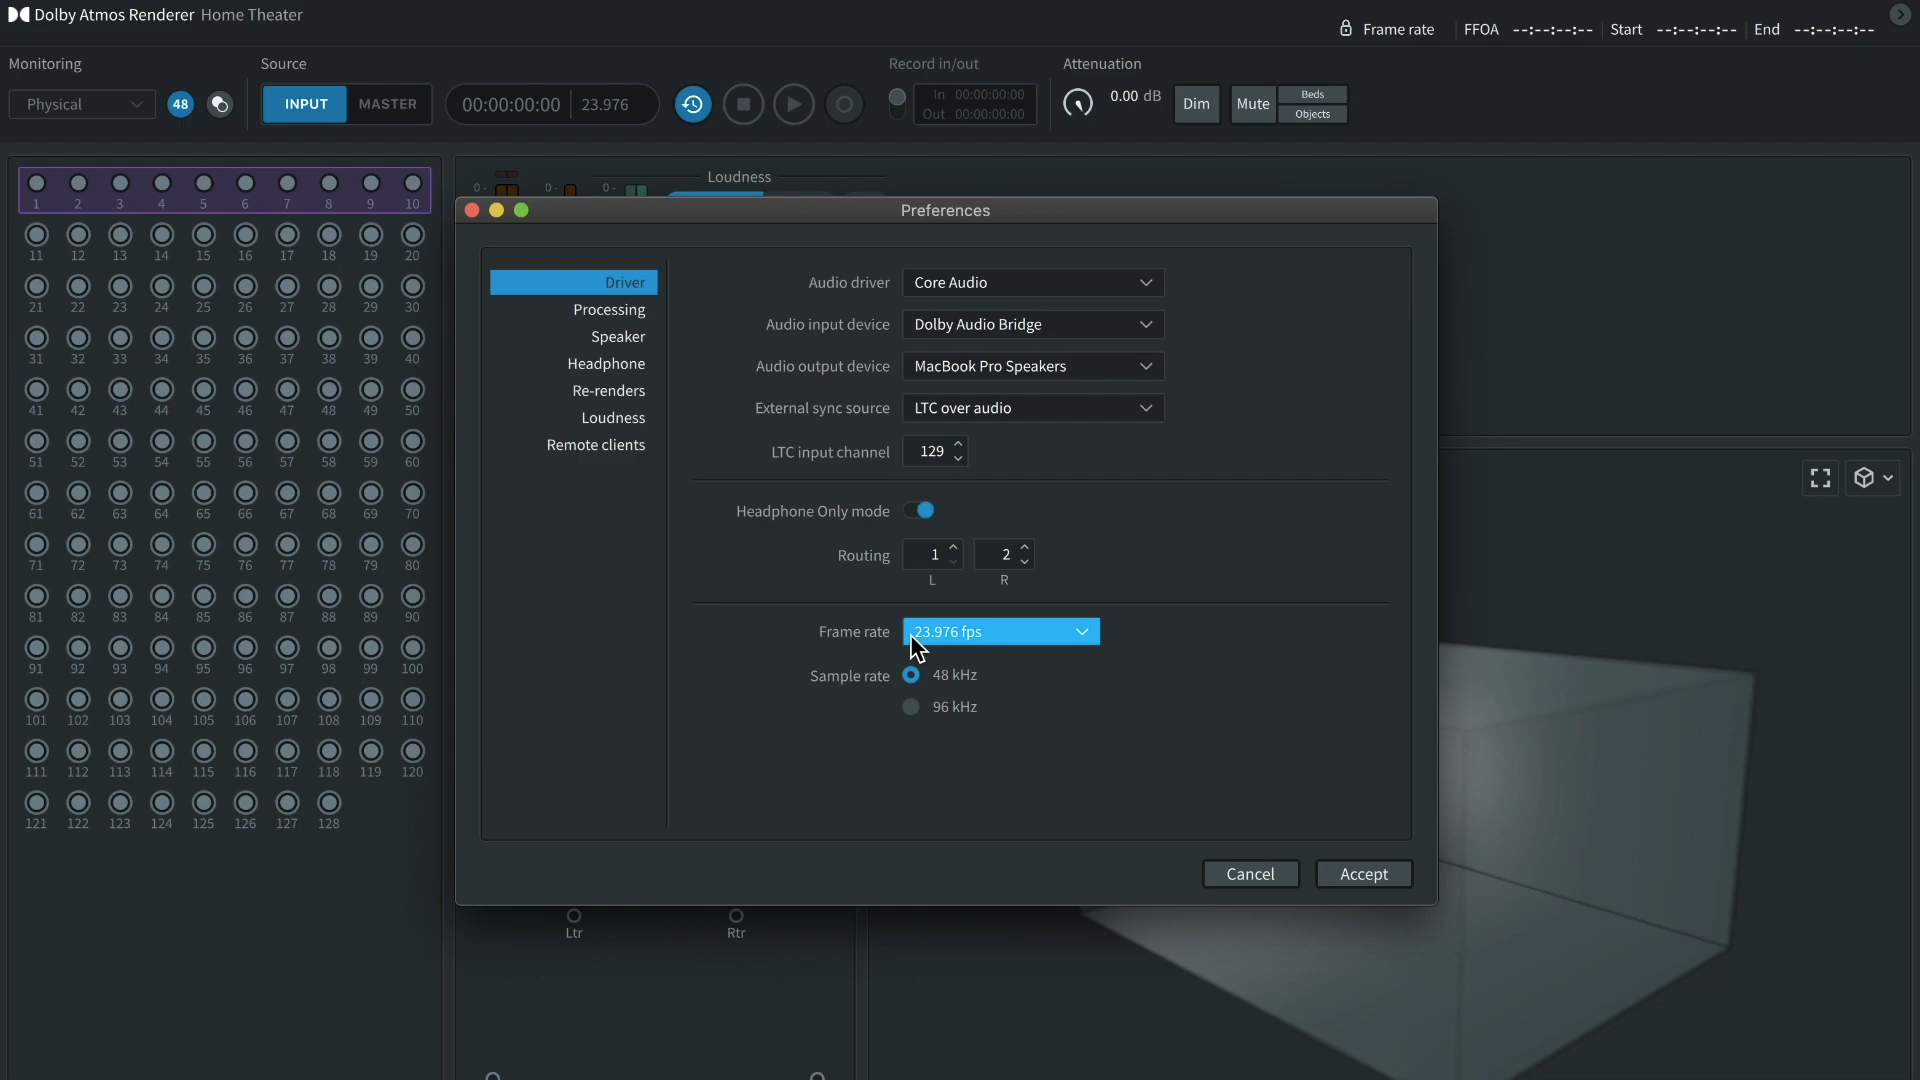 Dolby Atmos Renderer Home Theater
Frame rate FFOA --:--:--:-- Start --:--:--:-- End --:--:--:--
Monitoring Source Record in/out Attenuation
Physical 48 INPUT MASTER 00:00:00:00 23.976 In 00:00:00:00 Out 00:00:00:00 0.00 dB Dim Mute Beds Objects
Loudness
0 - 0 - 0 -
Preferences
1 2 3 4 5 6 7 8 9 10
11 12 13 14 15 16 17 18 19 20
21 22 23 24 25 26 27 28 29 30
31 32 33 34 35 36 37 38 39 40
41 42 43 44 45 46 47 48 49 50
51 52 53 54 55 56 57 58 59 60
61 62 63 64 65 66 67 68 69 70
71 72 73 74 75 76 77 78 79 80
81 82 83 84 85 86 87 88 89 90
91 92 93 94 95 96 97 98 99 100
101 102 103 104 105 106 107 108 109 110
111 112 113 114 115 116 117 118 119 120
121 122 123 124 125 126 127 128
Driver
Processing
Speaker
Headphone
Re-renders
Loudness
Remote clients
Audio driver Core Audio
Audio input device Dolby Audio Bridge
Audio output device MacBook Pro Speakers
External sync source LTC over audio
LTC input channel 129
Headphone Only mode
Routing 1 2
L R
Frame rate 23.976 fps
Sample rate 48 kHz
96 kHz
Cancel Accept
Ltr Rtr